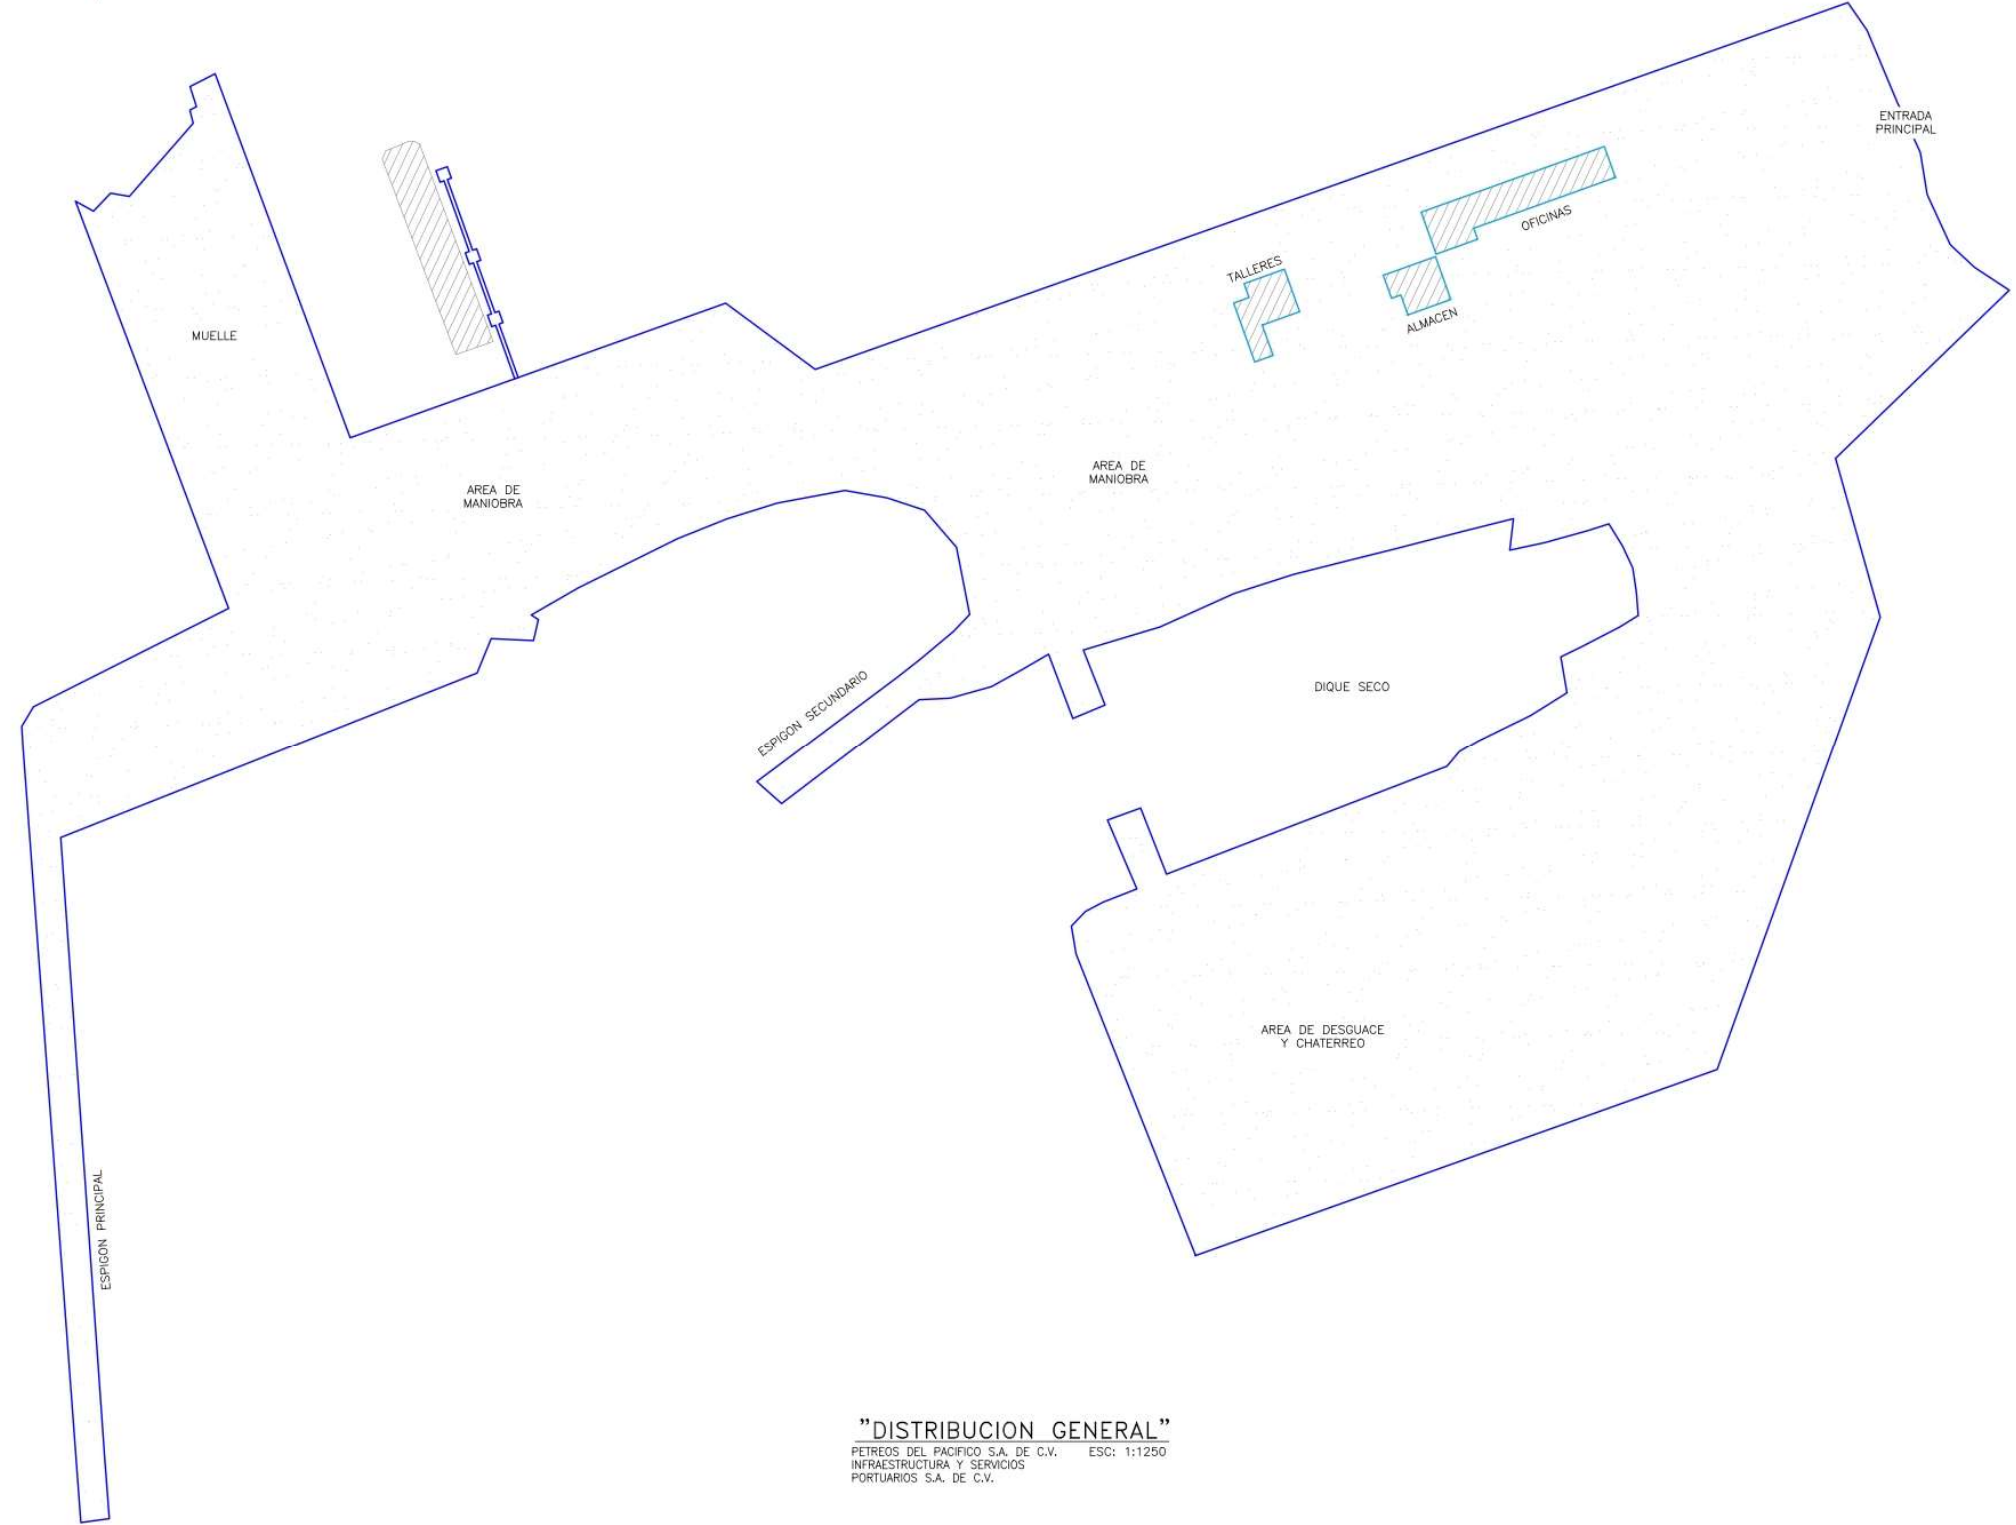 ENTRADA
PRINCIPAL
OFICINAS
TALLERES
ALMACEN
MUELLE
AREA DE
MANIOBRA
AREA DE
MANIOBRA
ESPIGON SECUNDARIO
DIQUE SECO
AREA DE DESGUACE
Y CHATERREO
ESPIGON PRINCIPAL
"DISTRIBUCION GENERAL"
PETREOS DEL PACIFICO S.A. DE C.V. ESC: 1:1250
INFRAESTRUCTURA Y SERVICIOS
PORTUARIOS S.A. DE C.V.